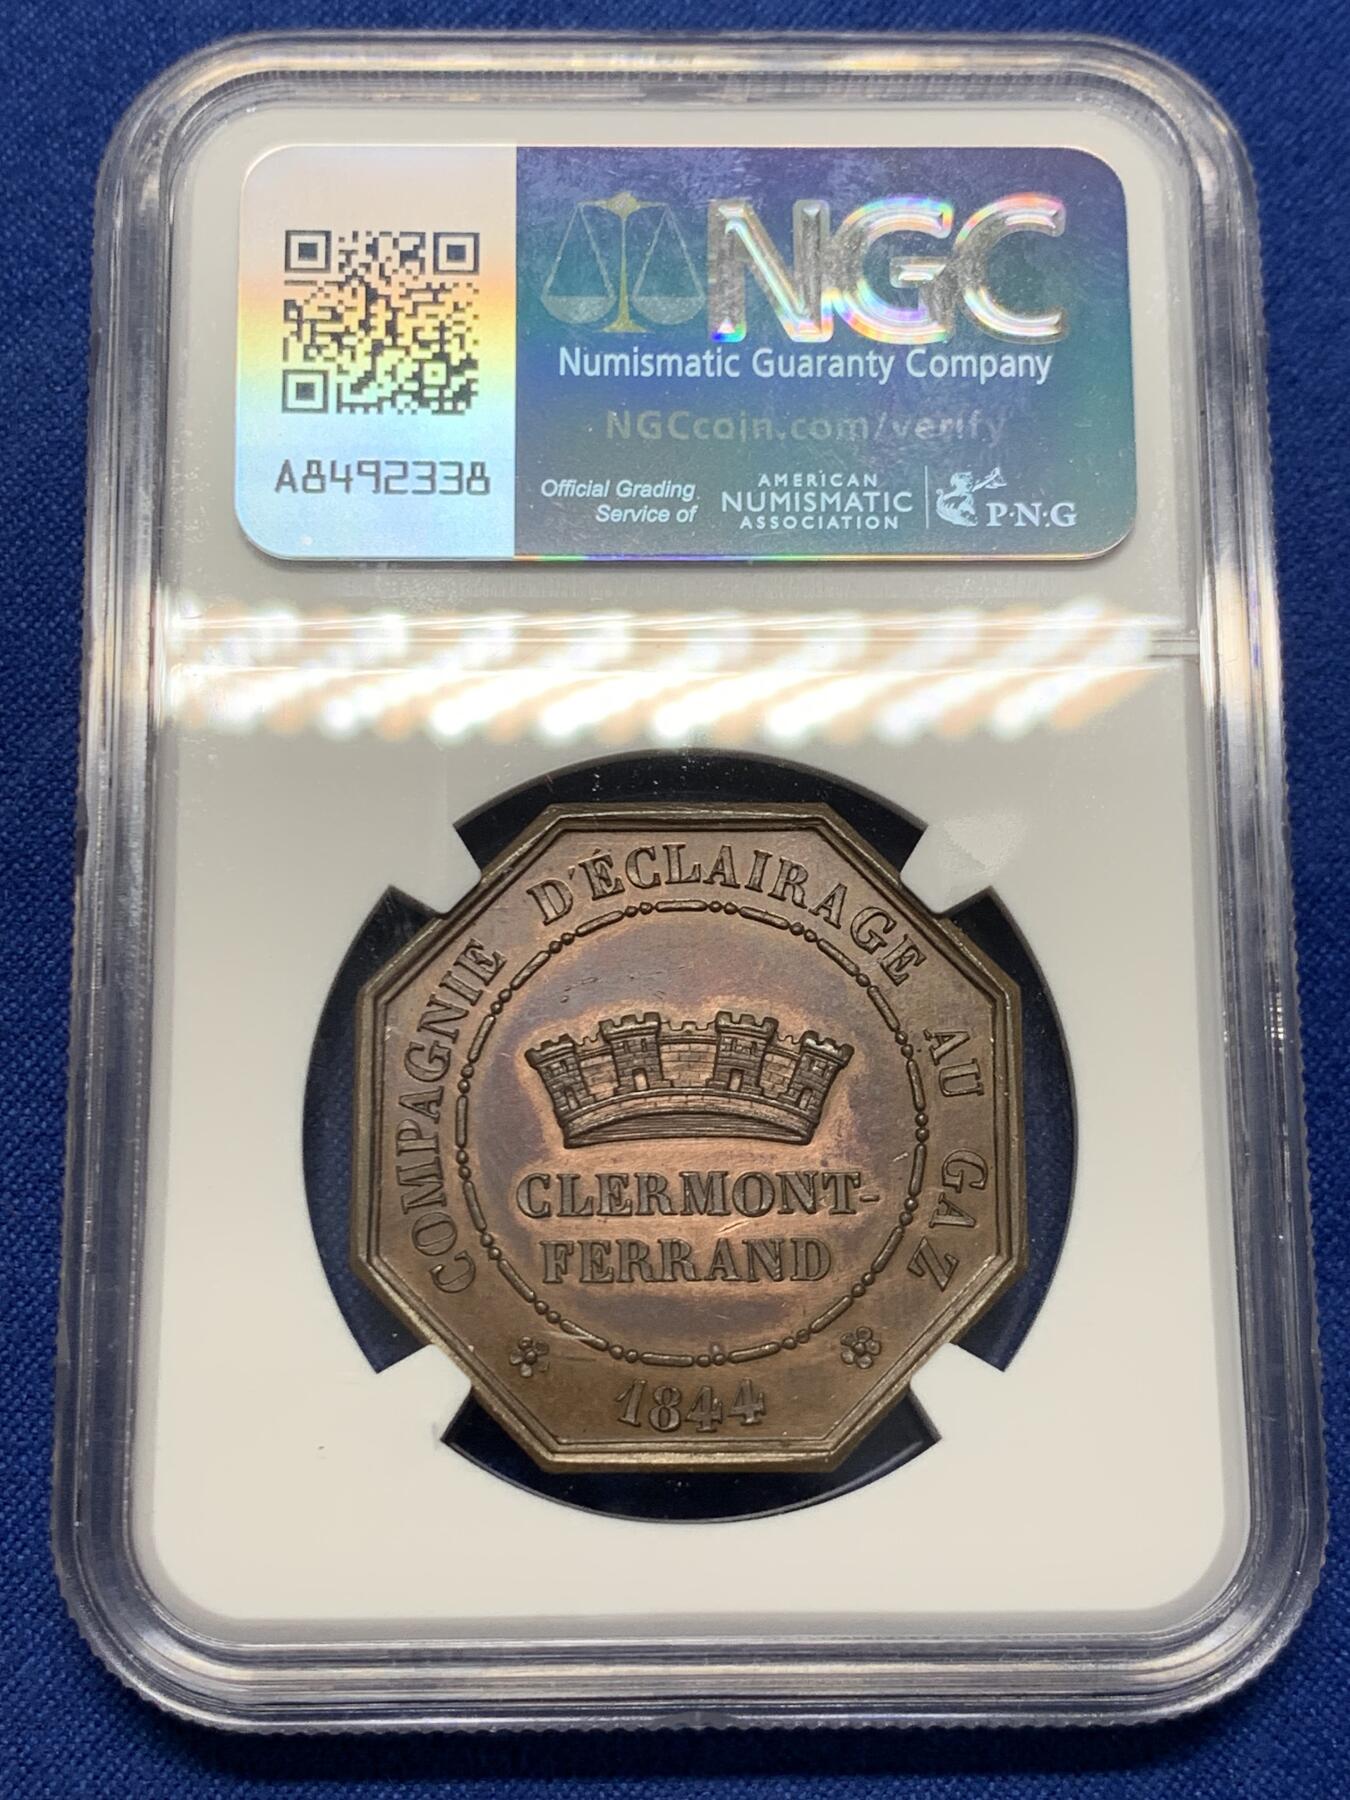 NGC
Numismatic Guaranty Company
NGCcoin.com/verify
A8492338
Official Grading
Service of
AMERICAN
NUMISMATIC
ASSOCIATION
P·N·G
COMPAGNIE D'ÉCLAIRAGE AU GAZ
CLERMONT-
FERRAND
1844